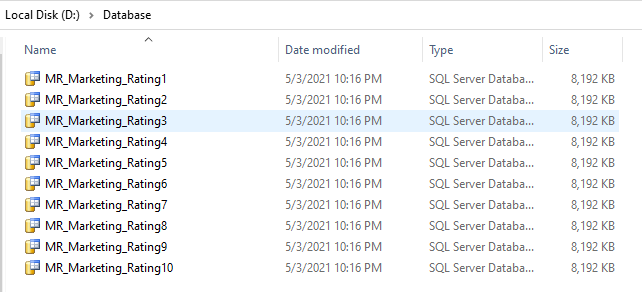 Local Disk (D:) > Database
Name Date modified Type Size
MR_Marketing_Rating1 5/3/2021 10:16 PM SQL Server Databa... 8,192 KB
MR_Marketing_Rating2 5/3/2021 10:16 PM SQL Server Databa... 8,192 KB
MR_Marketing_Rating3 5/3/2021 10:16 PM SQL Server Databa... 8,192 KB
MR_Marketing_Rating4 5/3/2021 10:16 PM SQL Server Databa... 8,192 KB
MR_Marketing_Rating5 5/3/2021 10:16 PM SQL Server Databa... 8,192 KB
MR_Marketing_Rating6 5/3/2021 10:16 PM SQL Server Databa... 8,192 KB
MR_Marketing_Rating7 5/3/2021 10:16 PM SQL Server Databa... 8,192 KB
MR_Marketing_Rating8 5/3/2021 10:16 PM SQL Server Databa... 8,192 KB
MR_Marketing_Rating9 5/3/2021 10:16 PM SQL Server Databa... 8,192 KB
MR_Marketing_Rating10 5/3/2021 10:16 PM SQL Server Databa... 8,192 KB